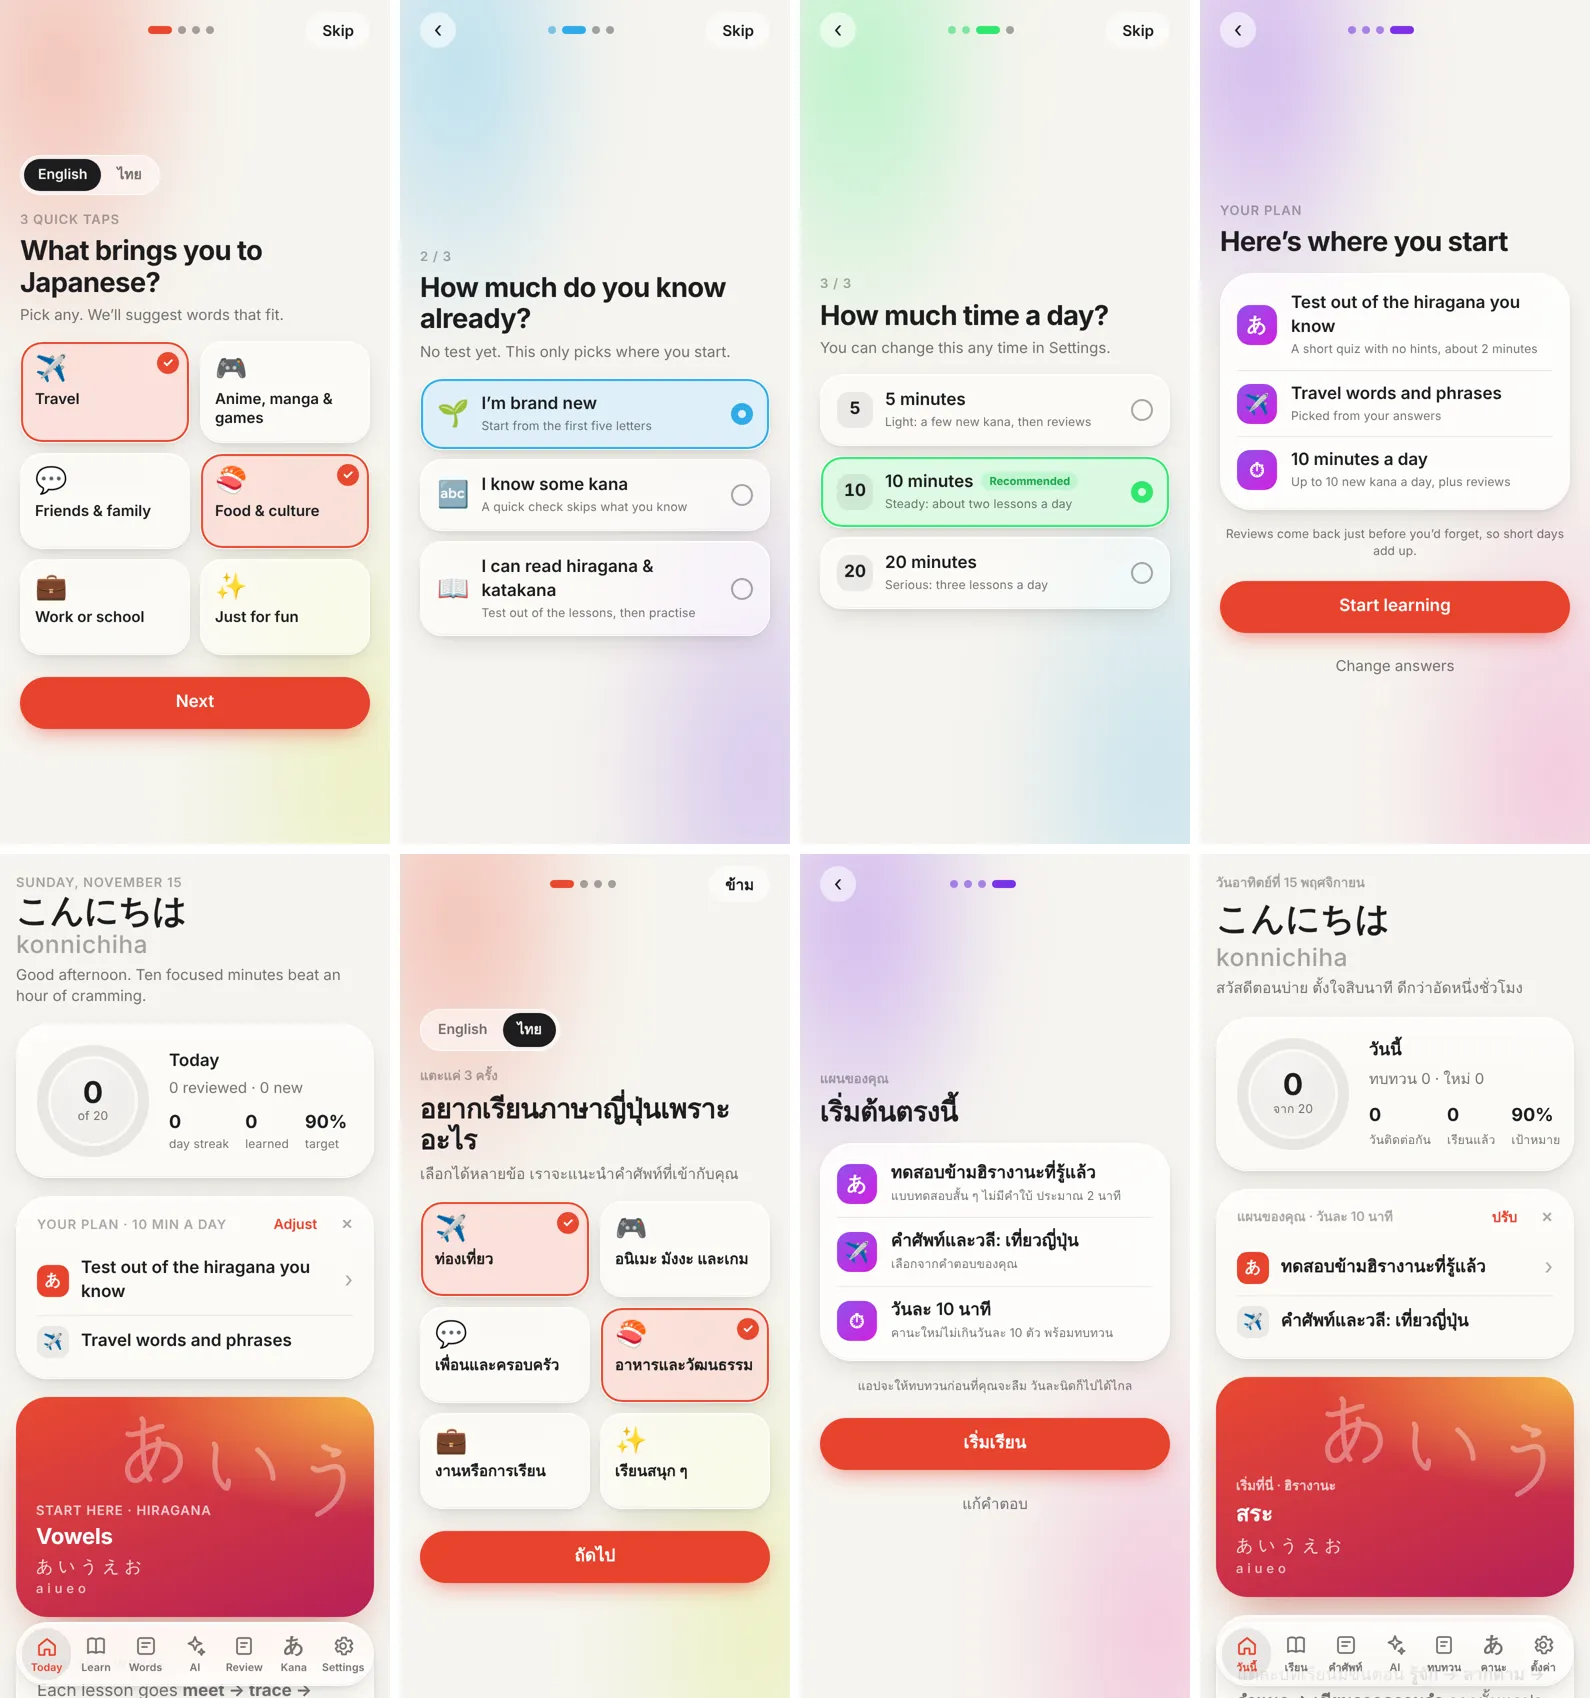 Skip
English
ไทย
3 QUICK TAPS
What brings you to
Japanese?
Pick any. We'll suggest words that fit.
Travel
Anime, manga &
games
Friends & family
Food & culture
Work or school
Just for fun
Next
Skip
2 / 3
How much do you know
already?
No test yet. This only picks where you start.
I'm brand new
Start from the first five letters
abc
I know some kana
A quick check skips what you know
I can read hiragana &
katakana
Test out of the lessons, then practise
Skip
3 / 3
How much time a day?
You can change this any time in Settings.
5
5 minutes
Light: a few new kana, then reviews
10
10 minutes
Recommended
Steady: about two lessons a day
20
20 minutes
Serious: three lessons a day
YOUR PLAN
Here's where you start
あ
Test out of the hiragana you
know
A short quiz with no hints, about 2 minutes
Travel words and phrases
Picked from your answers
10 minutes a day
Up to 10 new kana a day, plus reviews
Reviews come back just before you'd forget, so short days
add up.
Start learning
Change answers
SUNDAY, NOVEMBER 15
こんにちは
konnichiha
Good afternoon. Ten focused minutes beat an
hour of cramming.
0
of 20
Today
0 reviewed · 0 new
0
day streak
0
learned
90%
target
YOUR PLAN · 10 MIN A DAY
Adjust
あ
Test out of the hiragana you
know
Travel words and phrases
あいう
START HERE · HIRAGANA
Vowels
あ い う え お
a i u e o
Today
Learn
Words
AI
Review
あ
Kana
Settings
Each lesson goes meet → trace →
ข้าม
English
ไทย
แตะแค่ 3 ครั้ง
อยากเรียนภาษาญี่ปุ่นเพราะ
อะไร
เลือกได้หลายข้อ เราจะแนะนำคำศัพท์ที่เข้ากับคุณ
ท่องเที่ยว
อนิเมะ มังงะ และเกม
เพื่อนและครอบครัว
อาหารและวัฒนธรรม
งานหรือการเรียน
เรียนสนุก ๆ
ถัดไป
แผนของคุณ
เริ่มต้นตรงนี้
あ
ทดสอบข้ามฮิรางานะที่รู้แล้ว
แบบทดสอบสั้น ๆ ไม่มีคำใบ้ ประมาณ 2 นาที
คำศัพท์และวลี: เที่ยวญี่ปุ่น
เลือกจากคำตอบของคุณ
วันละ 10 นาที
คานะใหม่ไม่เกินวันละ 10 ตัว พร้อมทบทวน
แอปจะให้ทบทวนก่อนที่คุณจะลืม วันละนิดก็ไปได้ไกล
เริ่มเรียน
แก้คำตอบ
วันอาทิตย์ที่ 15 พฤศจิกายน
こんにちは
konnichiha
สวัสดีตอนบ่าย ตั้งใจสิบนาที ดีกว่าอัดหนึ่งชั่วโมง
0
จาก 20
วันนี้
ทบทวน 0 · ใหม่ 0
0
วันติดต่อกัน
0
เรียนแล้ว
90%
เป้าหมาย
แผนของคุณ · วันละ 10 นาที
ปรับ
あ
ทดสอบข้ามฮิรางานะที่รู้แล้ว
คำศัพท์และวลี: เที่ยวญี่ปุ่น
あいう
เริ่มที่นี่ · ฮิรางานะ
สระ
あ い う え お
a i u e o
วันนี้
เรียน
คำศัพท์
AI
ทบทวน
あ
คานะ
ตั้งค่า